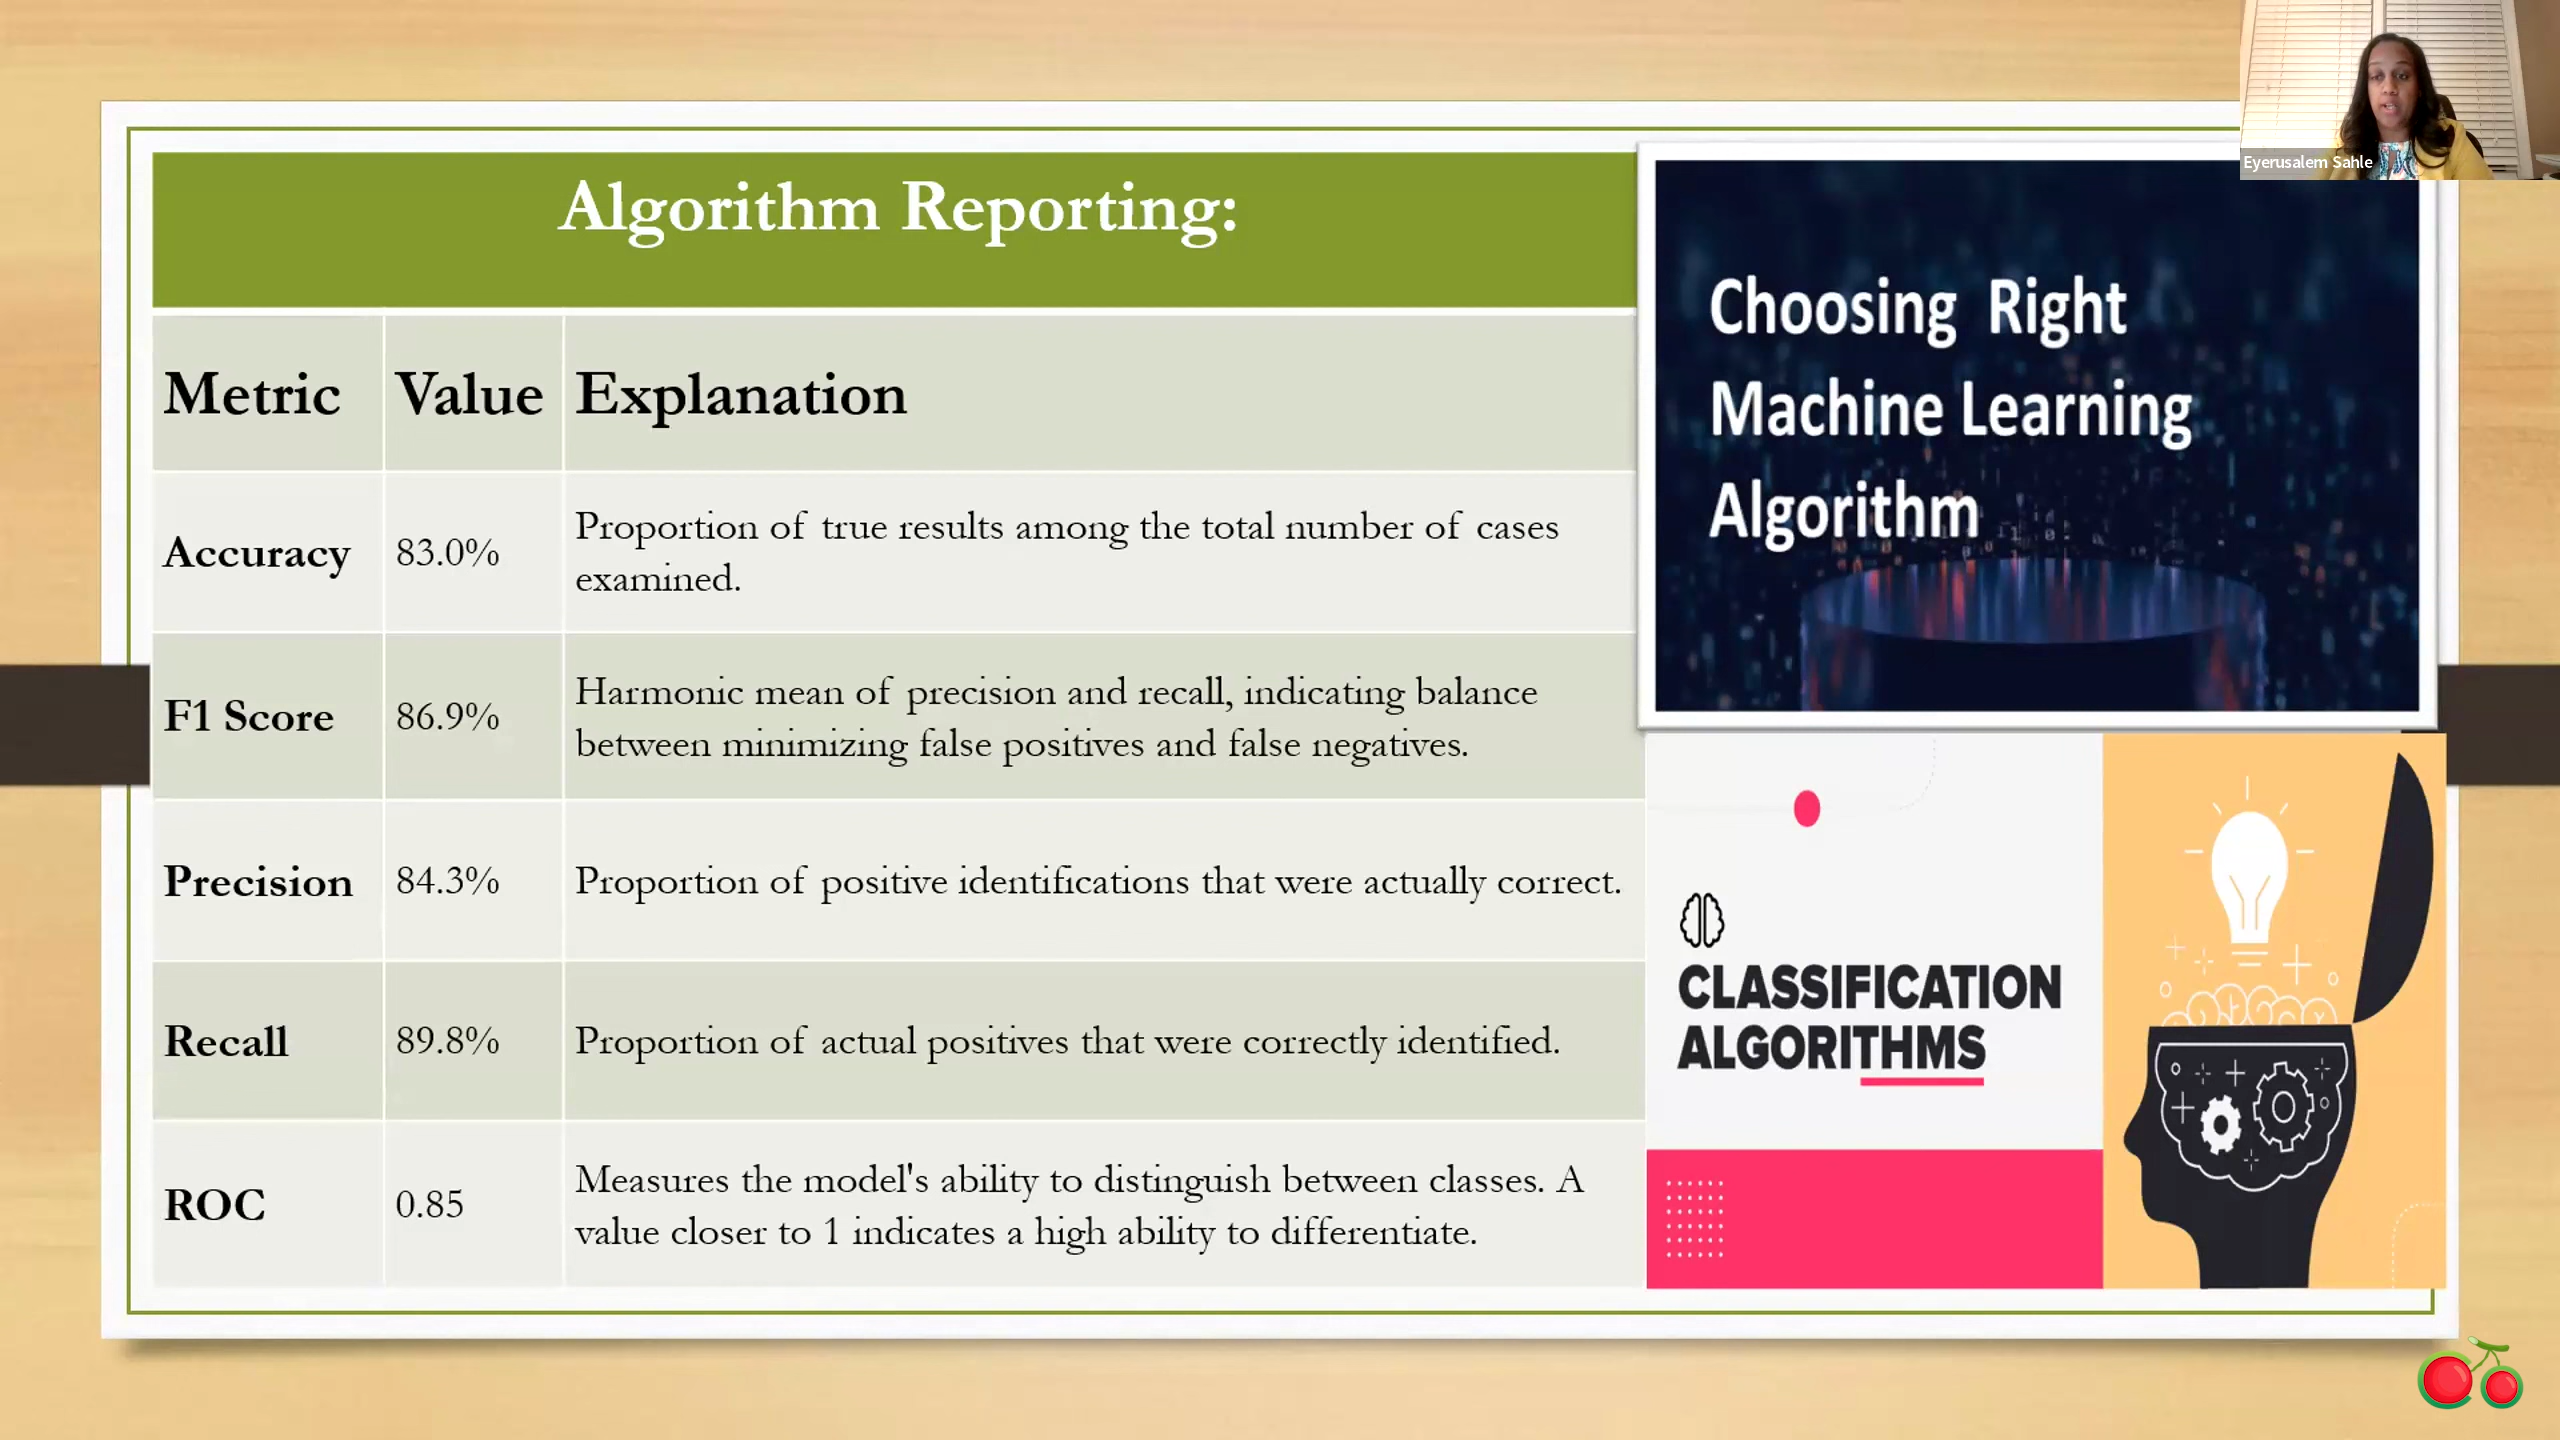 Eyerusalem Sahle
Algorithm Reporting:
Metric Value Explanation
Accuracy 83.0% Proportion of true results among the total number of cases
examined.
F1 Score 86.9% Harmonic mean of precision and recall, indicating balance
between minimizing false positives and false negatives.
Precision 84.3% Proportion of positive identifications that were actually correct.
Recall 89.8% Proportion of actual positives that were correctly identified.
ROC 0.85 Measures the model's ability to distinguish between classes. A
value closer to 1 indicates a high ability to differentiate.
Choosing Right
Machine Learning
Algorithm
CLASSIFICATION
ALGORITHMS